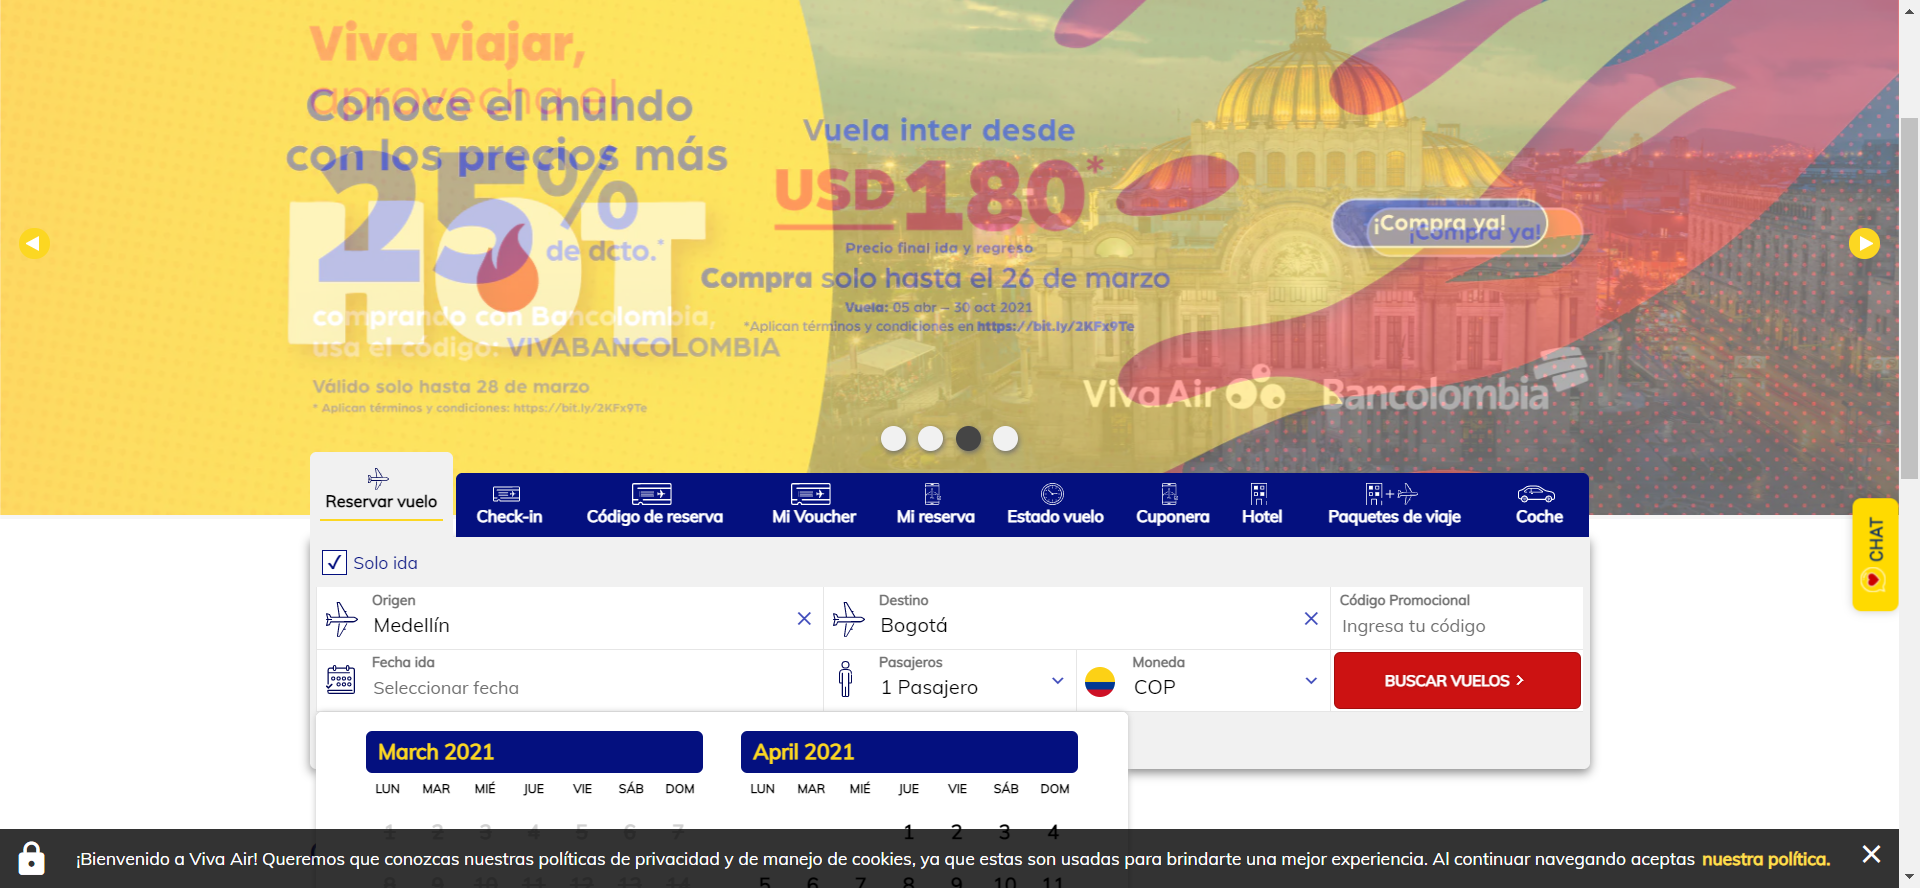 Viva viajar,
aprovecha el
Conoce el mundo
con los precios más
25%
de dcto.*
HOT
comprando con Bancolombia,
usa el código: VIVABANCOLOMBIA
Válido solo hasta 28 de marzo
* Aplican términos y condiciones: https://bit.ly/2KFx9Te
Vuela inter desde
USD180*
Precio final ida y regreso
Compra solo hasta el 26 de marzo
Vuela: 05 abr – 30 oct 2021
*Aplican términos y condiciones en https://bit.ly/2KFx9Te
¡Compra ya!
¡Compra ya!
Viva Air
Bancolombia
Reservar vuelo
Check-in
Código de reserva
Mi Voucher
Mi reserva
Estado vuelo
Cuponera
Hotel
Paquetes de viaje
Coche
CHAT
Solo ida
Origen
Medellín
Destino
Bogotá
Código Promocional
Ingresa tu código
Fecha ida
Seleccionar fecha
Pasajeros
1 Pasajero
Moneda
COP
BUSCAR VUELOS
March 2021
April 2021
LUN MAR MIÉ JUE VIE SÁB DOM
LUN MAR MIÉ JUE VIE SÁB DOM
1 2 3 4 5 6 7
1 2 3 4
¡Bienvenido a Viva Air! Queremos que conozcas nuestras políticas de privacidad y de manejo de cookies, ya que estas son usadas para brindarte una mejor experiencia. Al continuar navegando aceptas nuestra política.
8 9 10 11 12 13 14
5 6 7 8 9 10 11